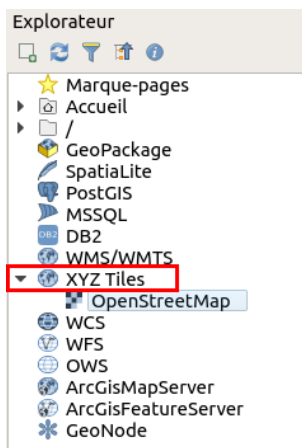 Explorateur
Marque-pages
Accueil
/
GeoPackage
SpatiaLite
PostGIS
MSSQL
DB2
DB2
WMS/WMTS
XYZ Tiles
OpenStreetMap
WCS
WFS
OWS
ArcGisMapServer
ArcGisFeatureServer
GeoNode